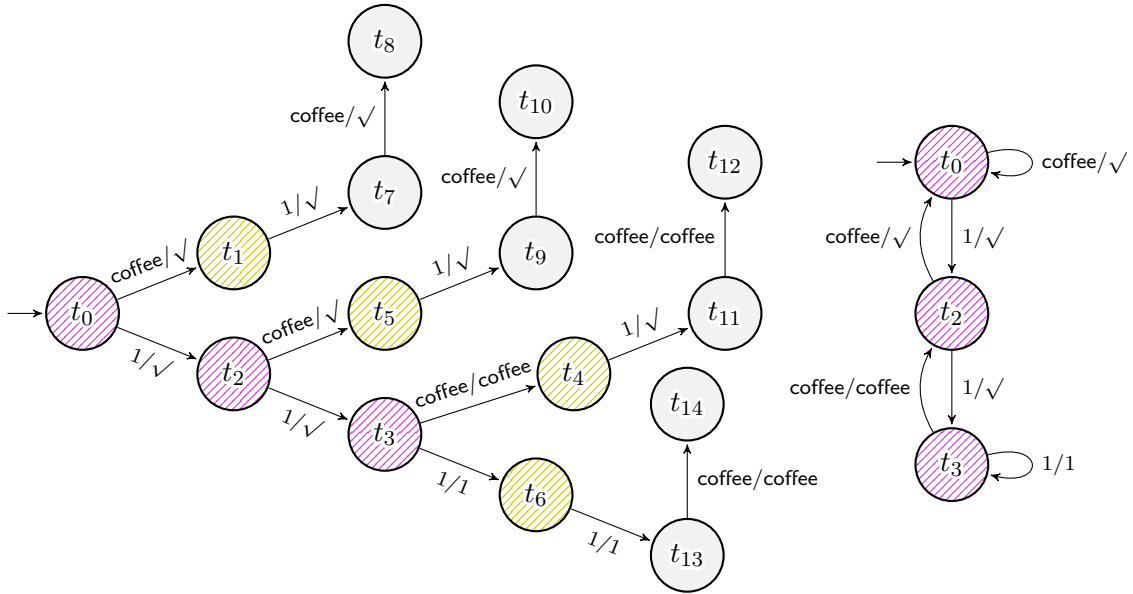 t₈
coffee/√
t₇
1/√
t₁
coffee/√
t₀
1/√
t₁₀
coffee/√
t₉
1/√
t₅
coffee/√
t₂
1/√
t₁₂
coffee/coffee
t₁₁
1/√
t₄
coffee/coffee
t₃
1/1
t₁₄
coffee/coffee
t₆
1/1
t₁₃
t₀
coffee/√
coffee/√
1/√
t₂
coffee/coffee
1/√
t₃
1/1